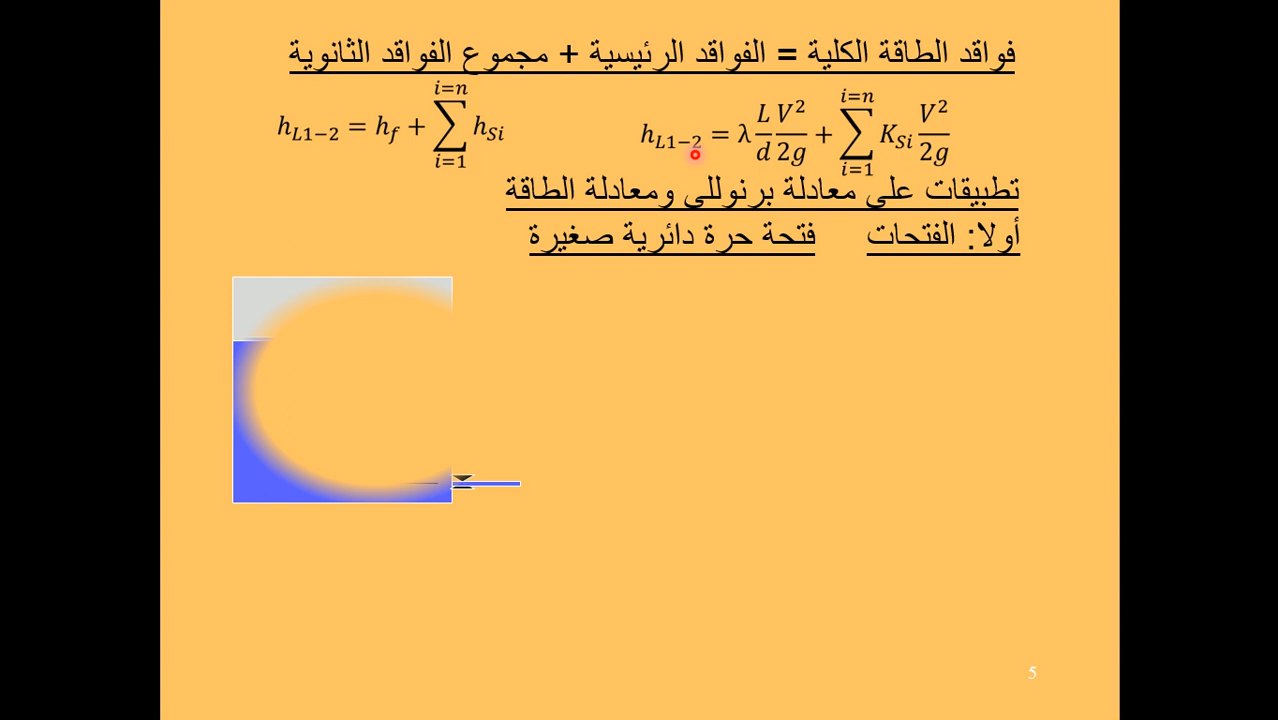 فواقد الطاقة الكلية = الفواقد الرئيسية + مجموع الفواقد الثانوية
h_{L1−2} = h_f + \sum_{i=1}^{i=n} h_{Si}
h_{L1−2} = λ \frac{L}{d} \frac{V^2}{2g} + \sum_{i=1}^{i=n} K_{Si} \frac{V^2}{2g}
تطبيقات على معادلة برنوللى ومعادلة الطاقة
أولا: الفتحات فتحة حرة دائرية صغيرة
5